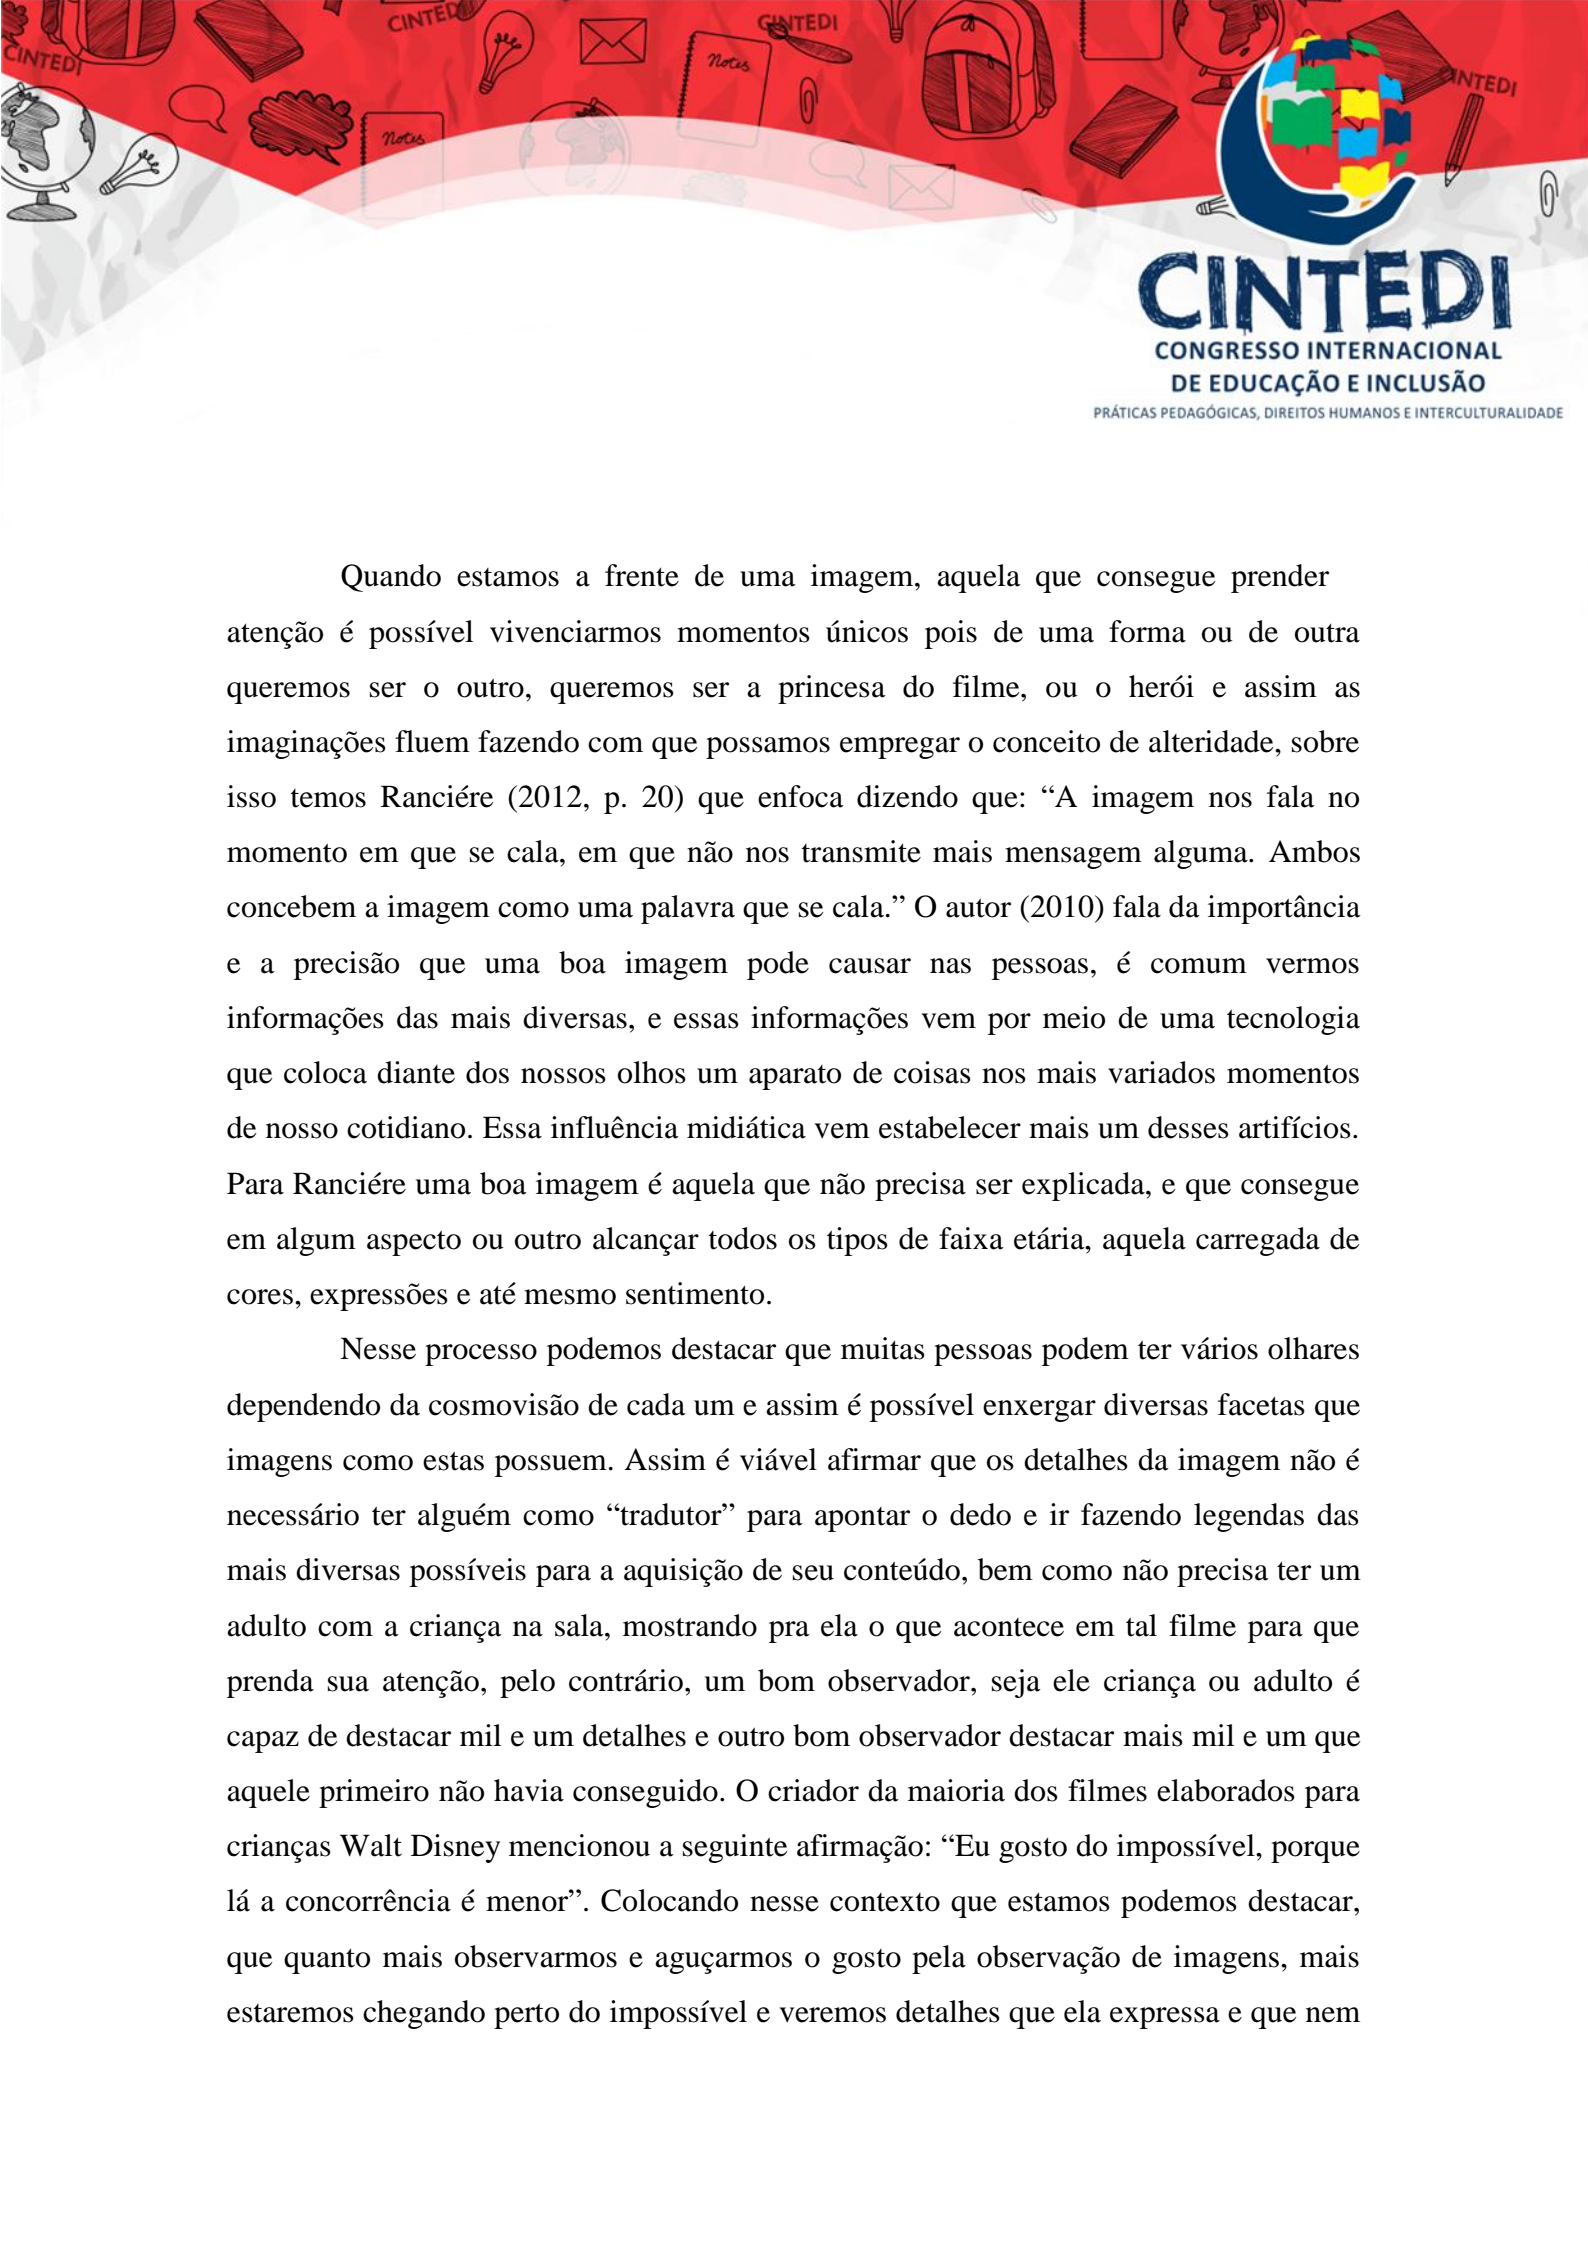 CINTEDI
CINTEDI
CINTEDI
INTEDI
Notes
Notes
CINTEDI
CONGRESSO INTERNACIONAL
DE EDUCAÇÃO E INCLUSÃO
PRÁTICAS PEDAGÓGICAS, DIREITOS HUMANOS E INTERCULTURALIDADE
Quando estamos a frente de uma imagem, aquela que consegue prender
atenção é possível vivenciarmos momentos únicos pois de uma forma ou de outra
queremos ser o outro, queremos ser a princesa do filme, ou o herói e assim as
imaginações fluem fazendo com que possamos empregar o conceito de alteridade, sobre
isso temos Ranciére (2012, p. 20) que enfoca dizendo que: “A imagem nos fala no
momento em que se cala, em que não nos transmite mais mensagem alguma. Ambos
concebem a imagem como uma palavra que se cala.” O autor (2010) fala da importância
e a precisão que uma boa imagem pode causar nas pessoas, é comum vermos
informações das mais diversas, e essas informações vem por meio de uma tecnologia
que coloca diante dos nossos olhos um aparato de coisas nos mais variados momentos
de nosso cotidiano. Essa influência midiática vem estabelecer mais um desses artifícios.
Para Ranciére uma boa imagem é aquela que não precisa ser explicada, e que consegue
em algum aspecto ou outro alcançar todos os tipos de faixa etária, aquela carregada de
cores, expressões e até mesmo sentimento.
Nesse processo podemos destacar que muitas pessoas podem ter vários olhares
dependendo da cosmovisão de cada um e assim é possível enxergar diversas facetas que
imagens como estas possuem. Assim é viável afirmar que os detalhes da imagem não é
necessário ter alguém como “tradutor” para apontar o dedo e ir fazendo legendas das
mais diversas possíveis para a aquisição de seu conteúdo, bem como não precisa ter um
adulto com a criança na sala, mostrando pra ela o que acontece em tal filme para que
prenda sua atenção, pelo contrário, um bom observador, seja ele criança ou adulto é
capaz de destacar mil e um detalhes e outro bom observador destacar mais mil e um que
aquele primeiro não havia conseguido. O criador da maioria dos filmes elaborados para
crianças Walt Disney mencionou a seguinte afirmação: “Eu gosto do impossível, porque
lá a concorrência é menor”. Colocando nesse contexto que estamos podemos destacar,
que quanto mais observarmos e aguçarmos o gosto pela observação de imagens, mais
estaremos chegando perto do impossível e veremos detalhes que ela expressa e que nem